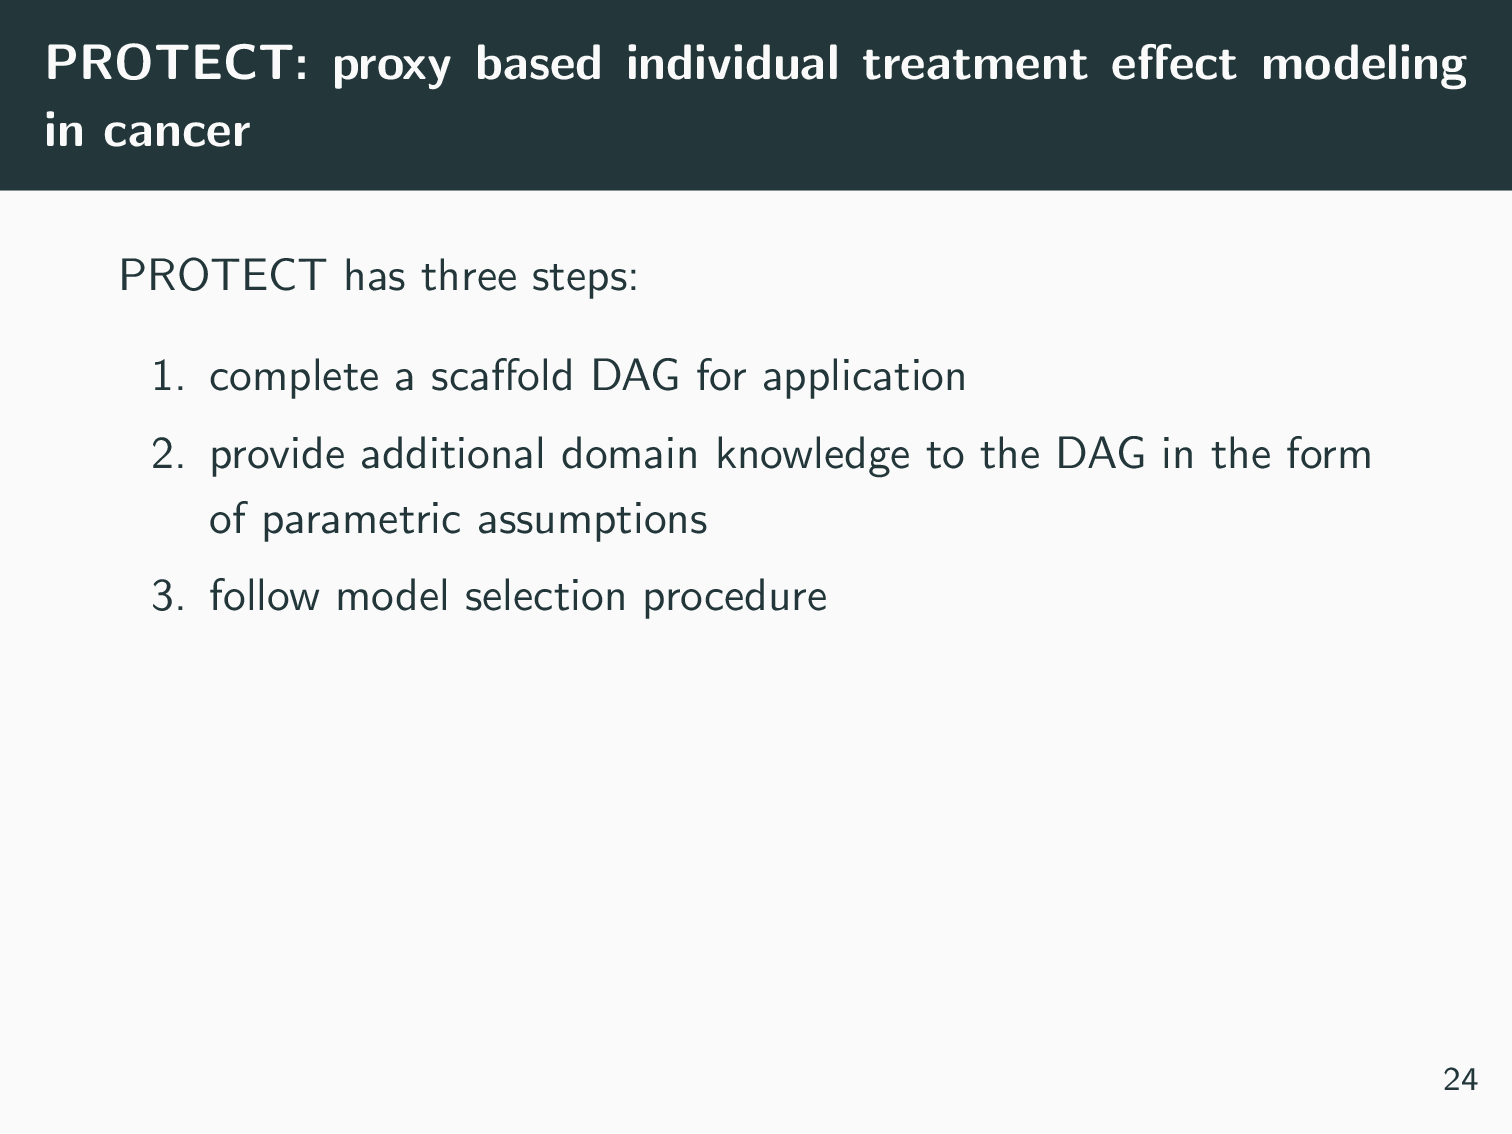 PROTECT: proxy based individual treatment effect modeling
in cancer
PROTECT has three steps:
1. complete a scaffold DAG for application
2. provide additional domain knowledge to the DAG in the form
of parametric assumptions
3. follow model selection procedure
24